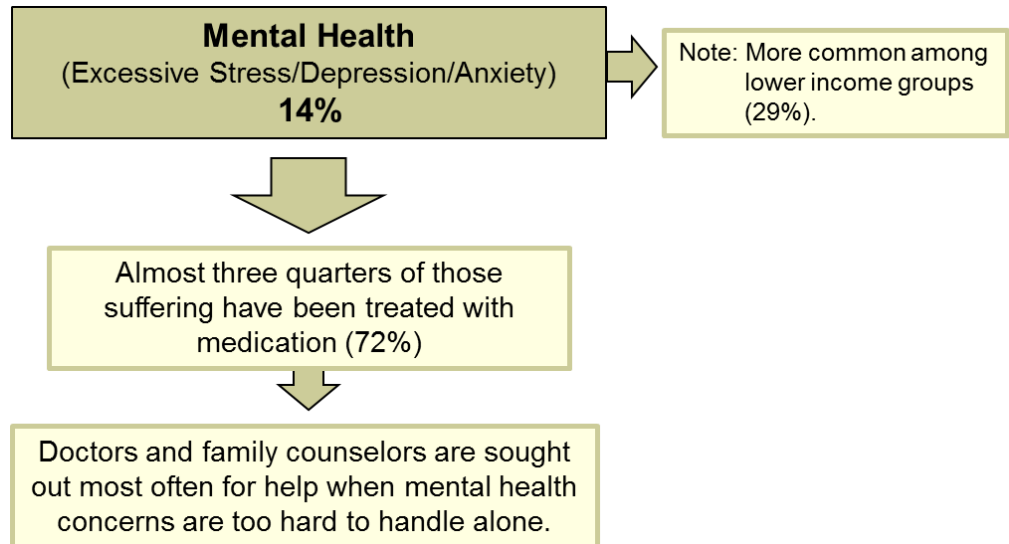 Mental Health
(Excessive Stress/Depression/Anxiety)
14%
Note: More common among
lower income groups
(29%).
Almost three quarters of those
suffering have been treated with
medication (72%)
Doctors and family counselors are sought
out most often for help when mental health
concerns are too hard to handle alone.